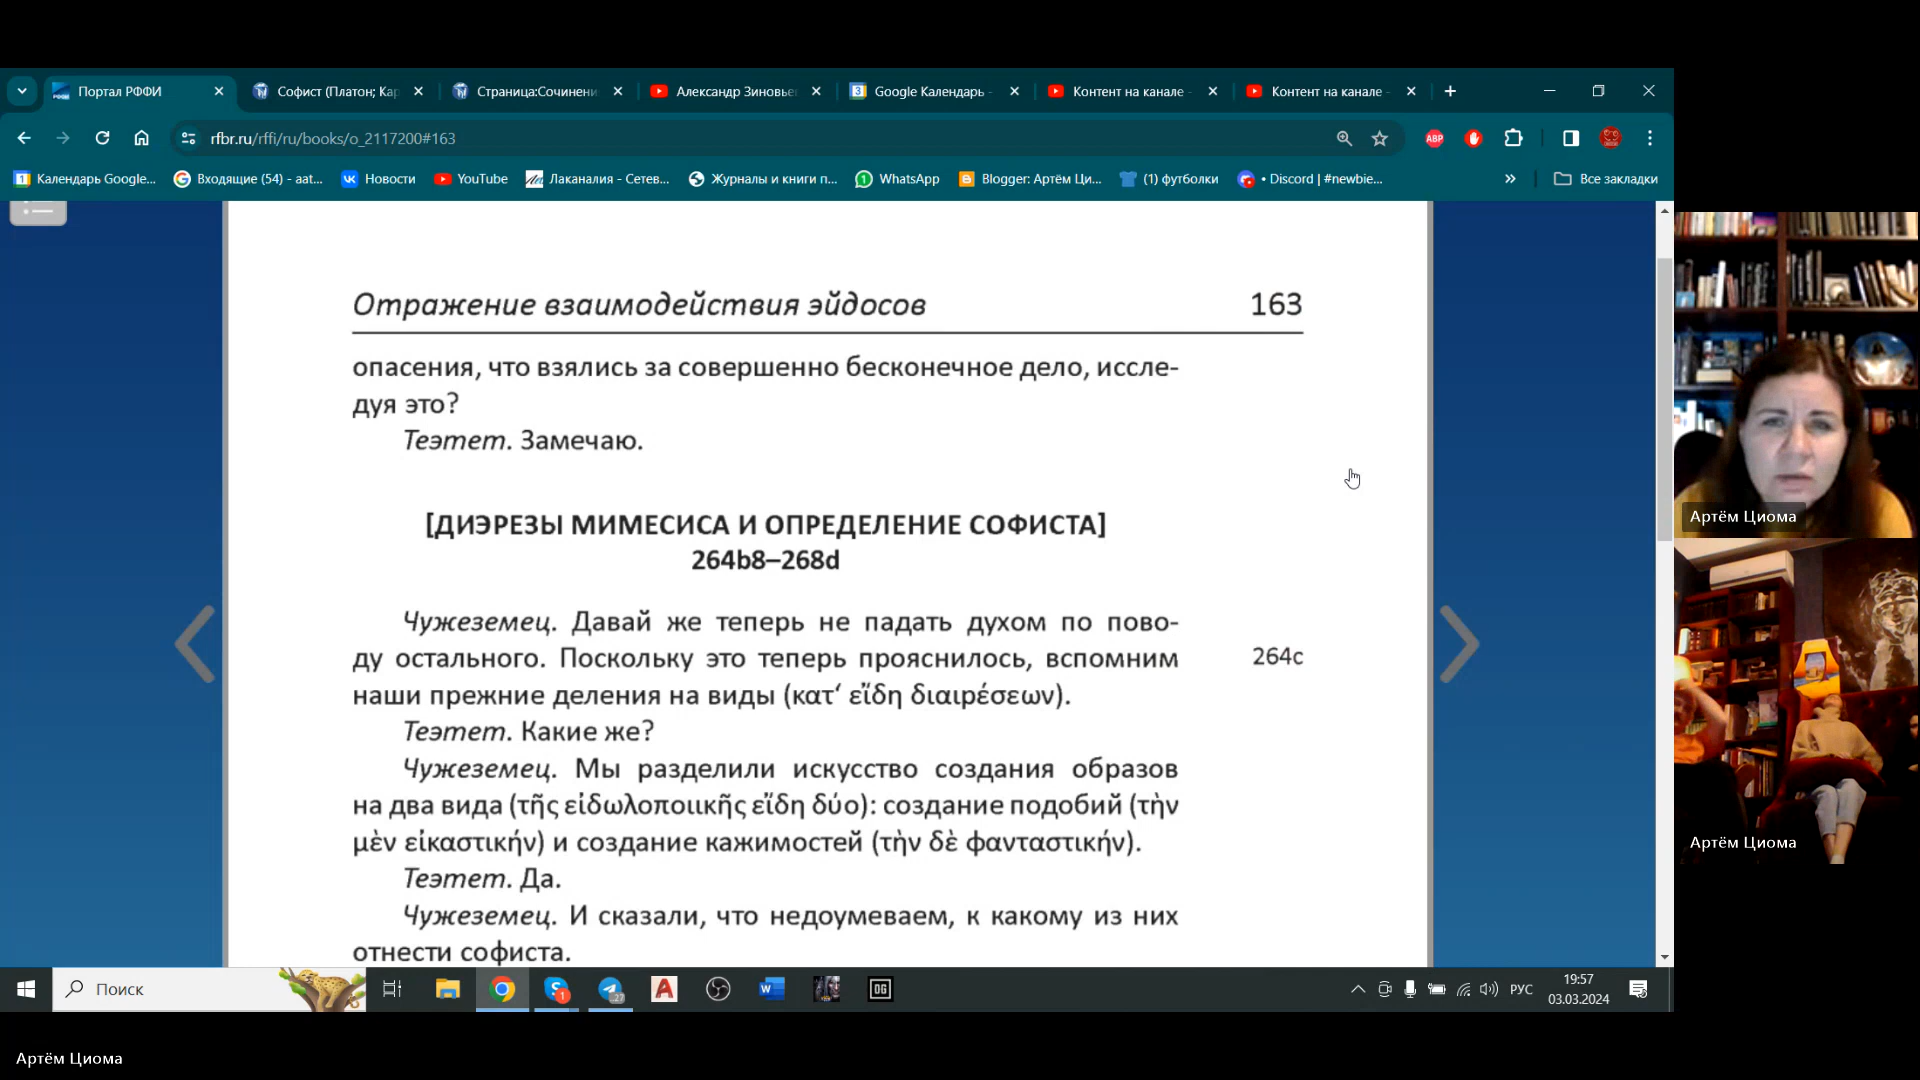 Портал РФФИ
Софист (Платон; Кар
Страница:Сочинени
Александр Зиновье
Google Календарь -
Контент на канале -
Контент на канале -
rfbr.ru/rffi/ru/books/o_2117200#163
ABP
Календарь Google...
Входящие (54) - aat...
Новости
YouTube
Лаканалия - Сетев...
Журналы и книги п...
WhatsApp
Blogger: Артём Ци...
(1) футболки
• Discord | #newbie...
»
Все закладки
Отражение взаимодействия эйдосов 163
опасения, что взялись за совершенно бесконечное дело, иссле-
дуя это?
Теэтет. Замечаю.
[ДИЭРЕЗЫ МИМЕСИСА И ОПРЕДЕЛЕНИЕ СОФИСТА]
264b8–268d
Чужеземец. Давай же теперь не падать духом по пово-
ду остального. Поскольку это теперь прояснилось, вспомним 264c
наши прежние деления на виды (κατ‘ εἴδη διαιρέσεων).
Теэтет. Какие же?
Чужеземец. Мы разделили искусство создания образов
на два вида (τῆς εἰδωλοποιικῆς εἴδη δύο): создание подобий (τὴν
μὲν εἰκαστικήν) и создание кажимостей (τὴν δὲ φανταστικήν).
Теэтет. Да.
Чужеземец. И сказали, что недоумеваем, к какому из них
отнести софиста.
Артём Циома
Артём Циома
Поиск
РУС
19:57
03.03.2024
Артём Циома